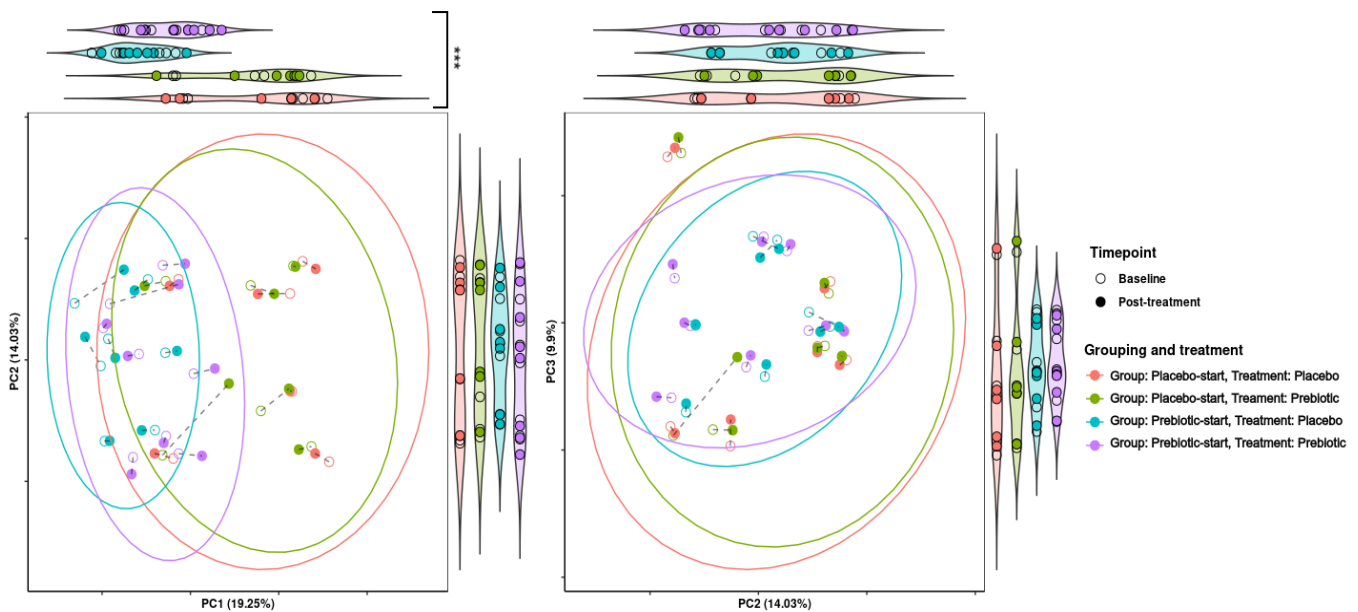 ***
PC2 (14.03%)
PC1 (19.25%)
PC3 (9.9%)
PC2 (14.03%)
Timepoint
Baseline
Post-treatment
Grouping and treatment
Group: Placebo-start, Treatment: Placebo
Group: Placebo-start, Treament: Prebiotic
Group: Prebiotic-start, Treatment: Placebo
Group: Prebiotic-start, Treatment: Prebiotic